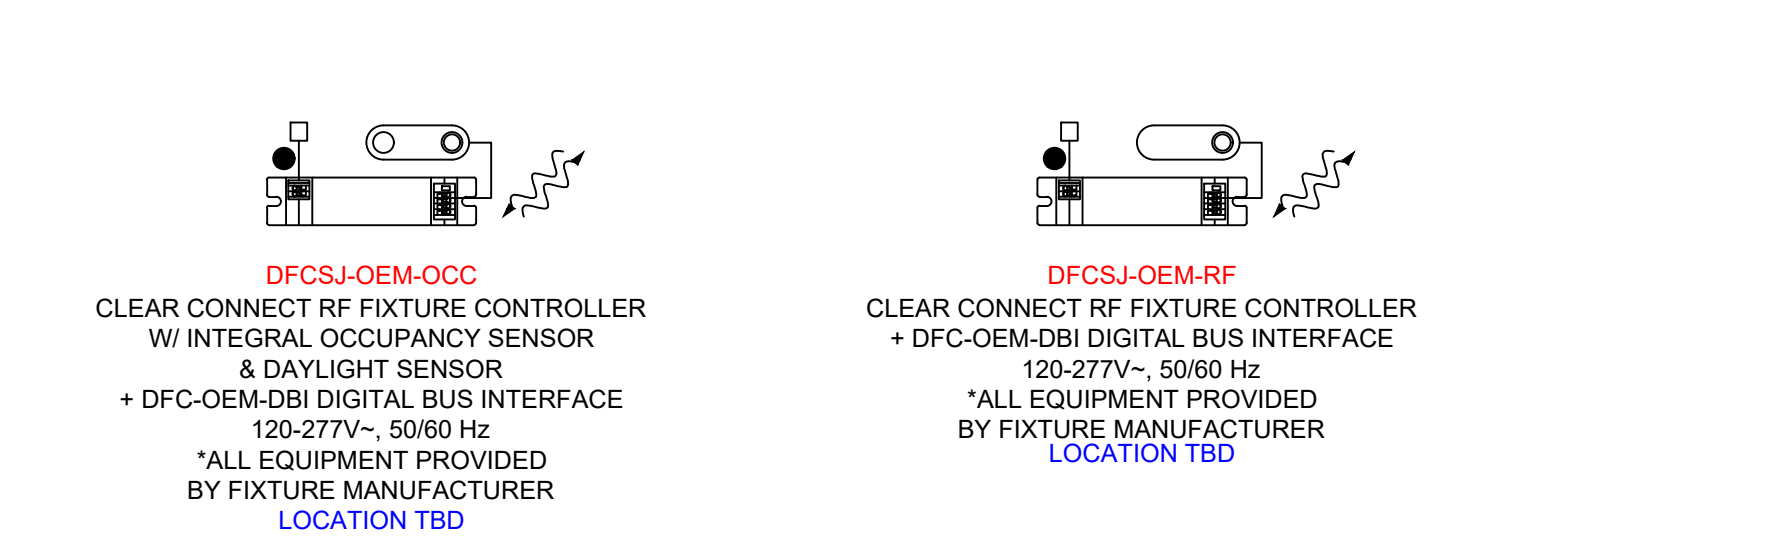 DFCSJ-OEM-OCC
CLEAR CONNECT RF FIXTURE CONTROLLER
W/ INTEGRAL OCCUPANCY SENSOR
& DAYLIGHT SENSOR
+ DFC-OEM-DBI DIGITAL BUS INTERFACE
120-277V~, 50/60 Hz
*ALL EQUIPMENT PROVIDED
BY FIXTURE MANUFACTURER
LOCATION TBD
DFCSJ-OEM-RF
CLEAR CONNECT RF FIXTURE CONTROLLER
+ DFC-OEM-DBI DIGITAL BUS INTERFACE
120-277V~, 50/60 Hz
*ALL EQUIPMENT PROVIDED
BY FIXTURE MANUFACTURER
LOCATION TBD